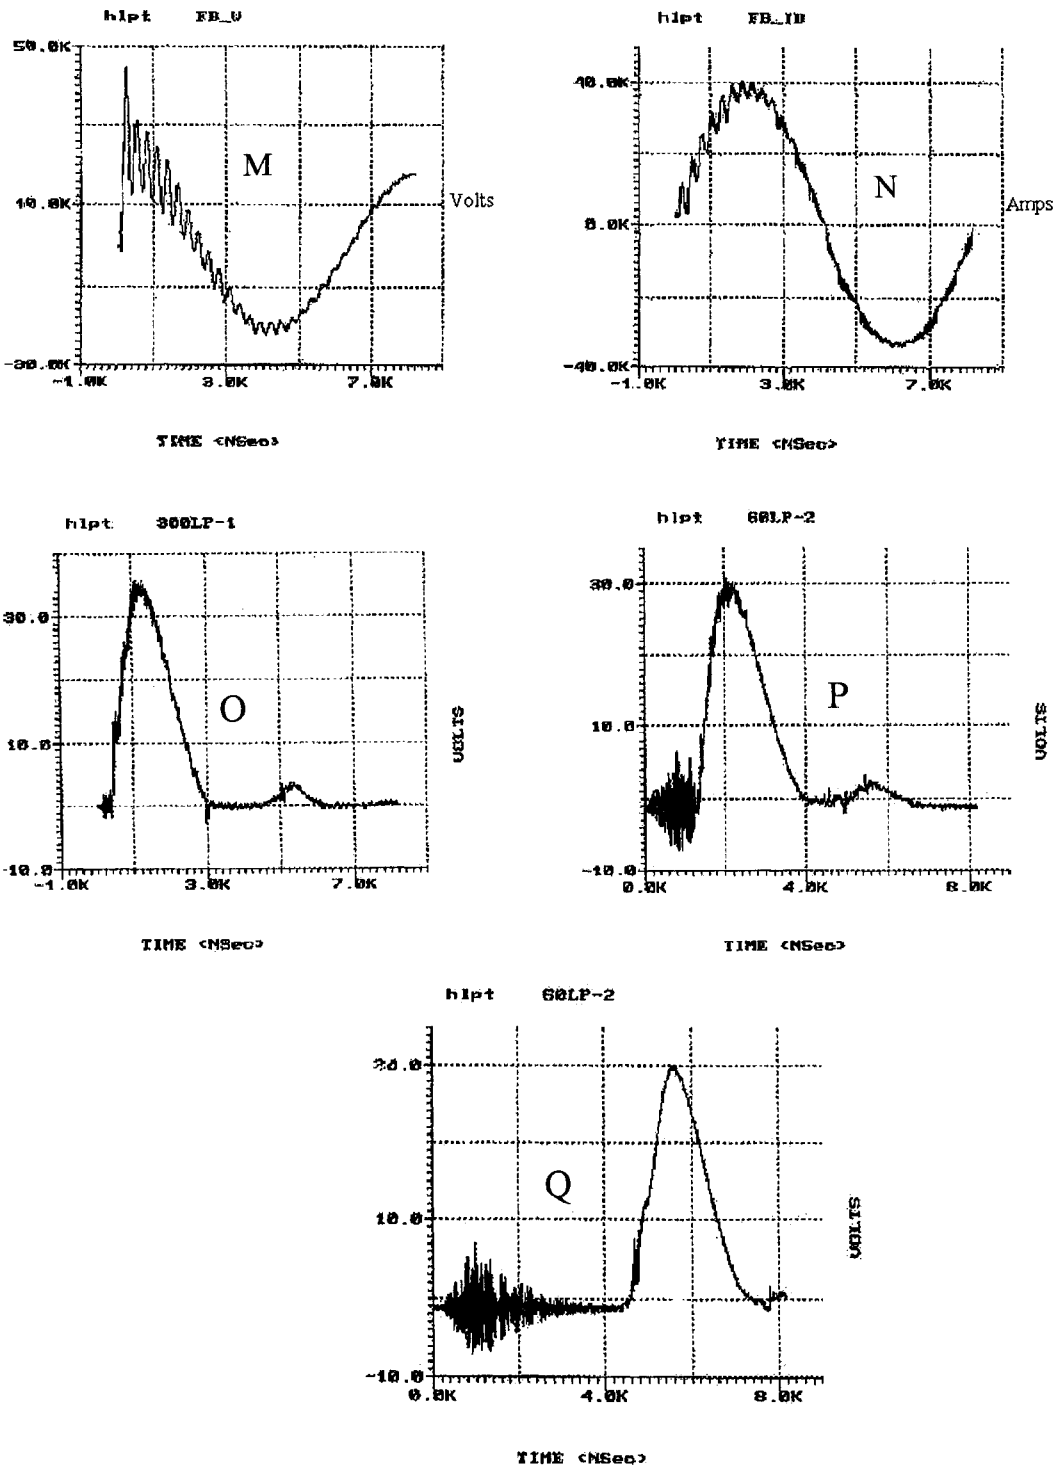 hlpt FB_V
50.0K
M
10.0K
Volts
-30.0K
-1.0K 3.0K 7.0K
TIME <NSec>
hlpt FB_ID
40.0K
N
Amps
0.0K
-40.0K
-1.0K 3.0K 7.0K
TIME <NSec>
hlpt 300LP-1
30.0
O
VOLTS
10.0
-10.0
-1.0K 3.0K 7.0K
TIME <NSec>
hlpt 60LP-2
30.0
P
VOLTS
10.0
-10.0
0.0K 4.0K 8.0K
TIME <NSec>
hlpt 60LP-2
30.0
Q
VOLTS
10.0
-10.0
0.0K 4.0K 8.0K
TIME <NSec>